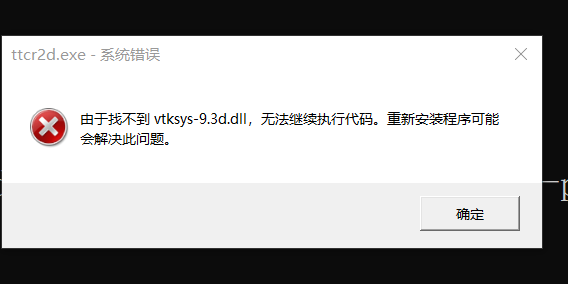 ttcr2d.exe - 系统错误
由于找不到 vtksys-9.3d.dll，无法继续执行代码。重新安装程序可能
会解决此问题。
确定